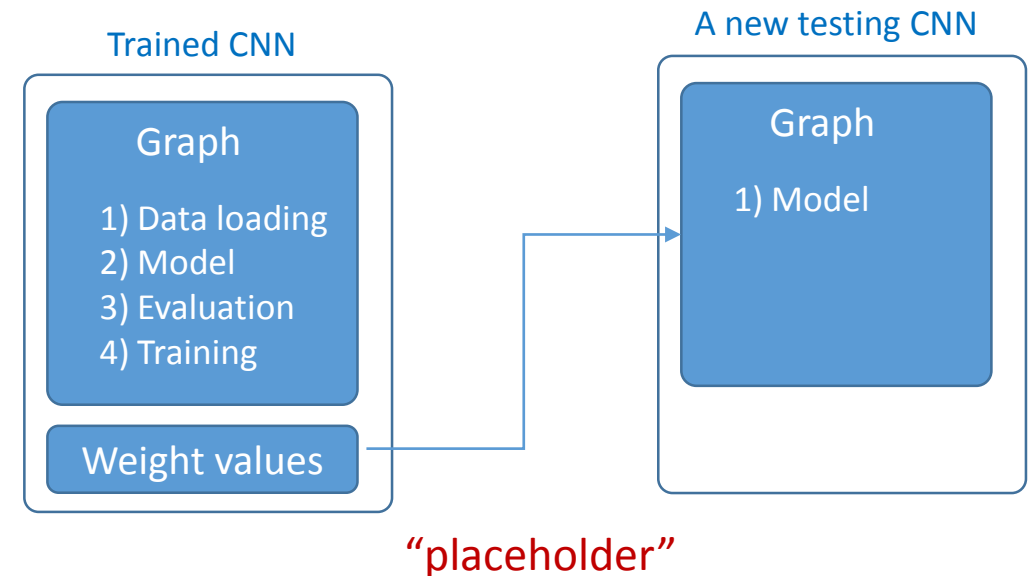 Trained CNN
Graph
1) Data loading
2) Model
3) Evaluation
4) Training
Weight values
A new testing CNN
Graph
1) Model
“placeholder”